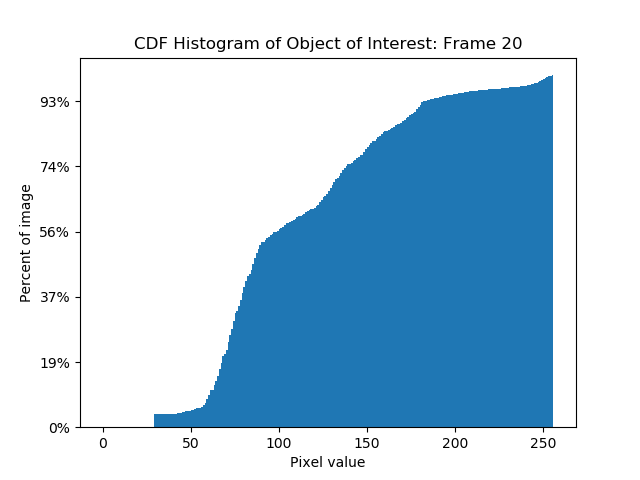 CDF Histogram of Object of Interest: Frame 20
93%
74%
56%
37%
19%
0%
Percent of image
0 50 100 150 200 250
Pixel value